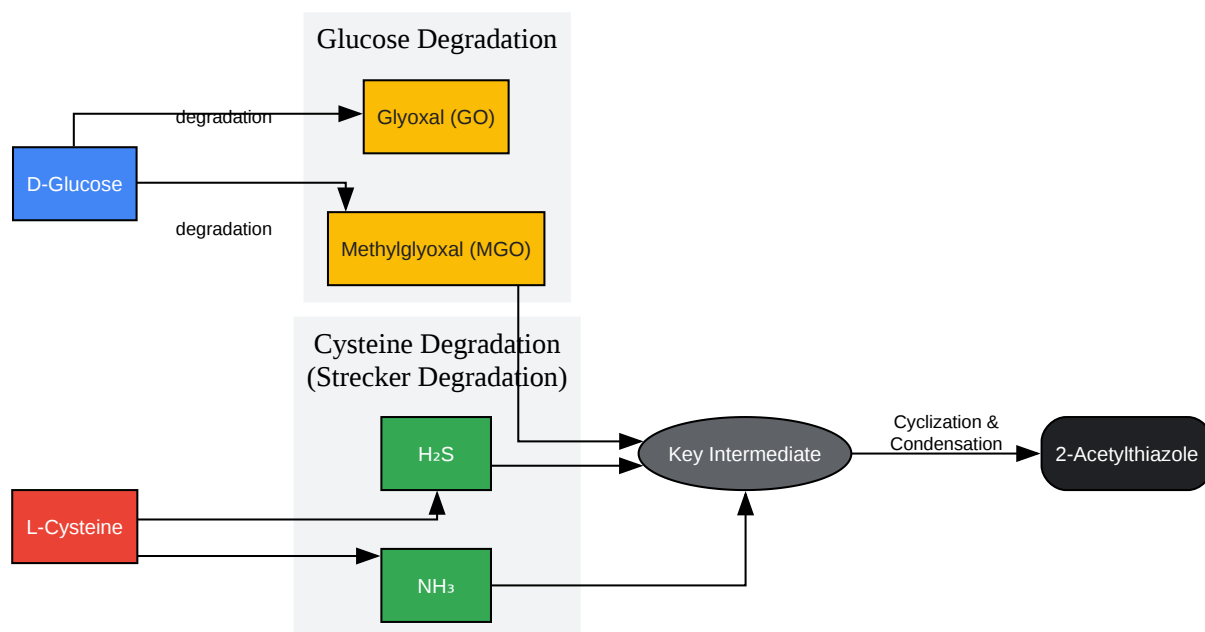 Glucose Degradation
degradation
Glyoxal (GO)
D-Glucose
degradation
Methylglyoxal (MGO)
Cysteine Degradation
(Strecker Degradation)
H₂S
Key Intermediate
Cyclization &
Condensation
2-Acetylthiazole
L-Cysteine
NH₃